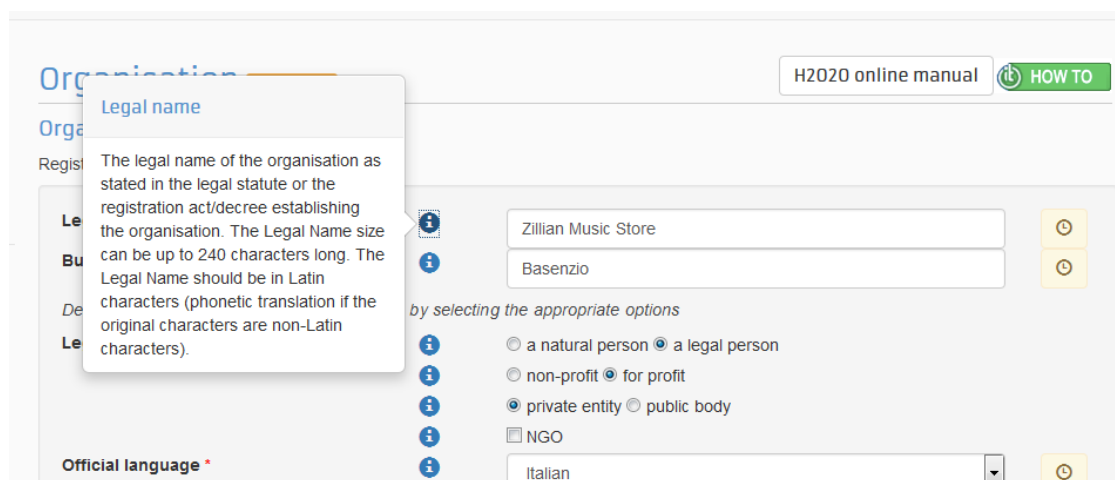 H2020 online manual
HOW TO
Legal name
Orga
Regist
The legal name of the organisation as
stated in the legal statute or the
registration act/decree establishing
the organisation. The Legal Name size
can be up to 240 characters long. The
Legal Name should be in Latin
characters (phonetic translation if the
original characters are non-Latin
characters).
Le
Zillian Music Store
Bu
Basenzio
De
by selecting the appropriate options
Le
a natural person a legal person
non-profit for profit
private entity public body
NGO
Official language *
Italian